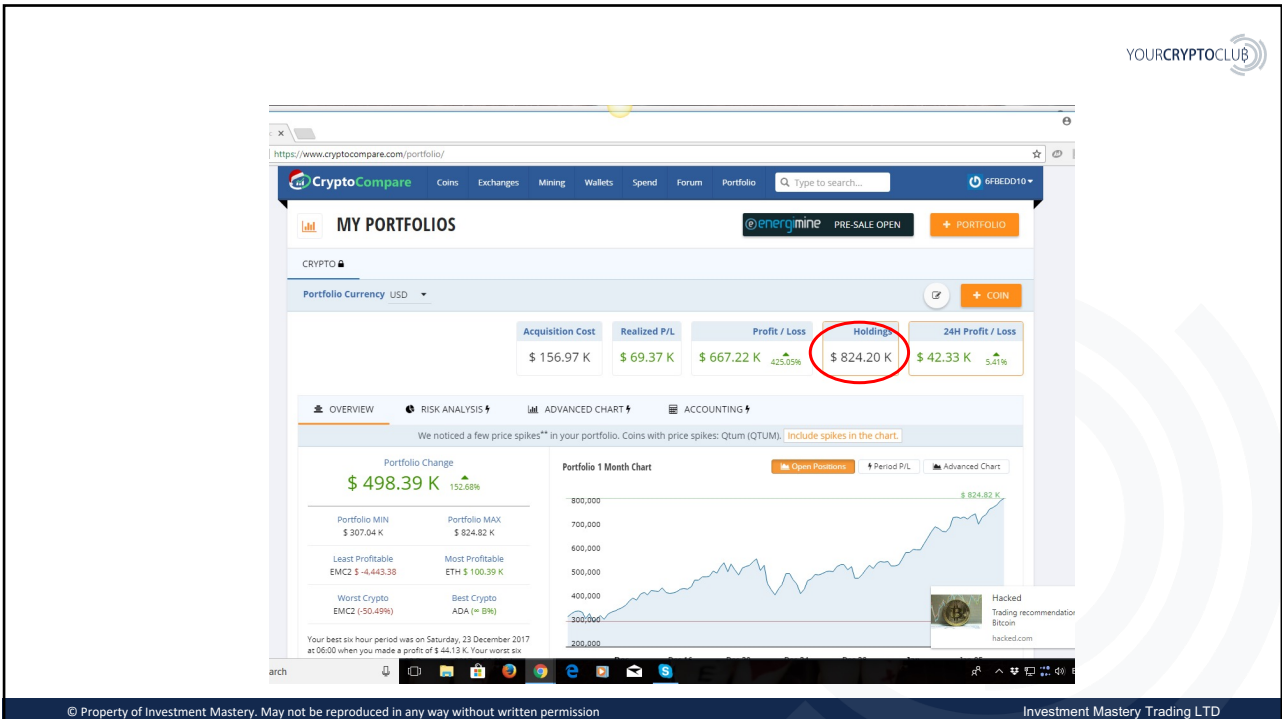 YOURCRYPTOCLUB
https://www.cryptocompare.com/portfolio/
CryptoCompare Coins Exchanges Mining Wallets Spend Forum Portfolio Type to search... 6FBEDD10
MY PORTFOLIOS energimine PRE-SALE OPEN + PORTFOLIO
CRYPTO
Portfolio Currency USD + COIN
Acquisition Cost Realized P/L Profit / Loss Holdings 24H Profit / Loss
$ 156.97 K $ 69.37 K $ 667.22 K 425.05% $ 824.20 K $ 42.33 K 5.41%
OVERVIEW RISK ANALYSIS ADVANCED CHART ACCOUNTING
We noticed a few price spikes** in your portfolio. Coins with price spikes: Qtum (QTUM). Include spikes in the chart.
Portfolio Change Portfolio 1 Month Chart Open Positions Period P/L Advanced Chart
$ 498.39 K 152.68%
$ 824.82 K
800,000
Portfolio MIN Portfolio MAX 700,000
$ 307.04 K $ 824.82 K
600,000
Least Profitable Most Profitable
EMC2 $ -4,443.38 ETH $ 100.39 K 500,000
Worst Crypto Best Crypto 400,000 Hacked
EMC2 (-50.49%) ADA (∞ B%) Trading recommendation
300,000 Bitcoin
Your best six hour period was on Saturday, 23 December 2017 200,000 hacked.com
at 06:00 when you made a profit of $ 44.13 K. Your worst six
arch
© Property of Investment Mastery. May not be reproduced in any way without written permission Investment Mastery Trading LTD